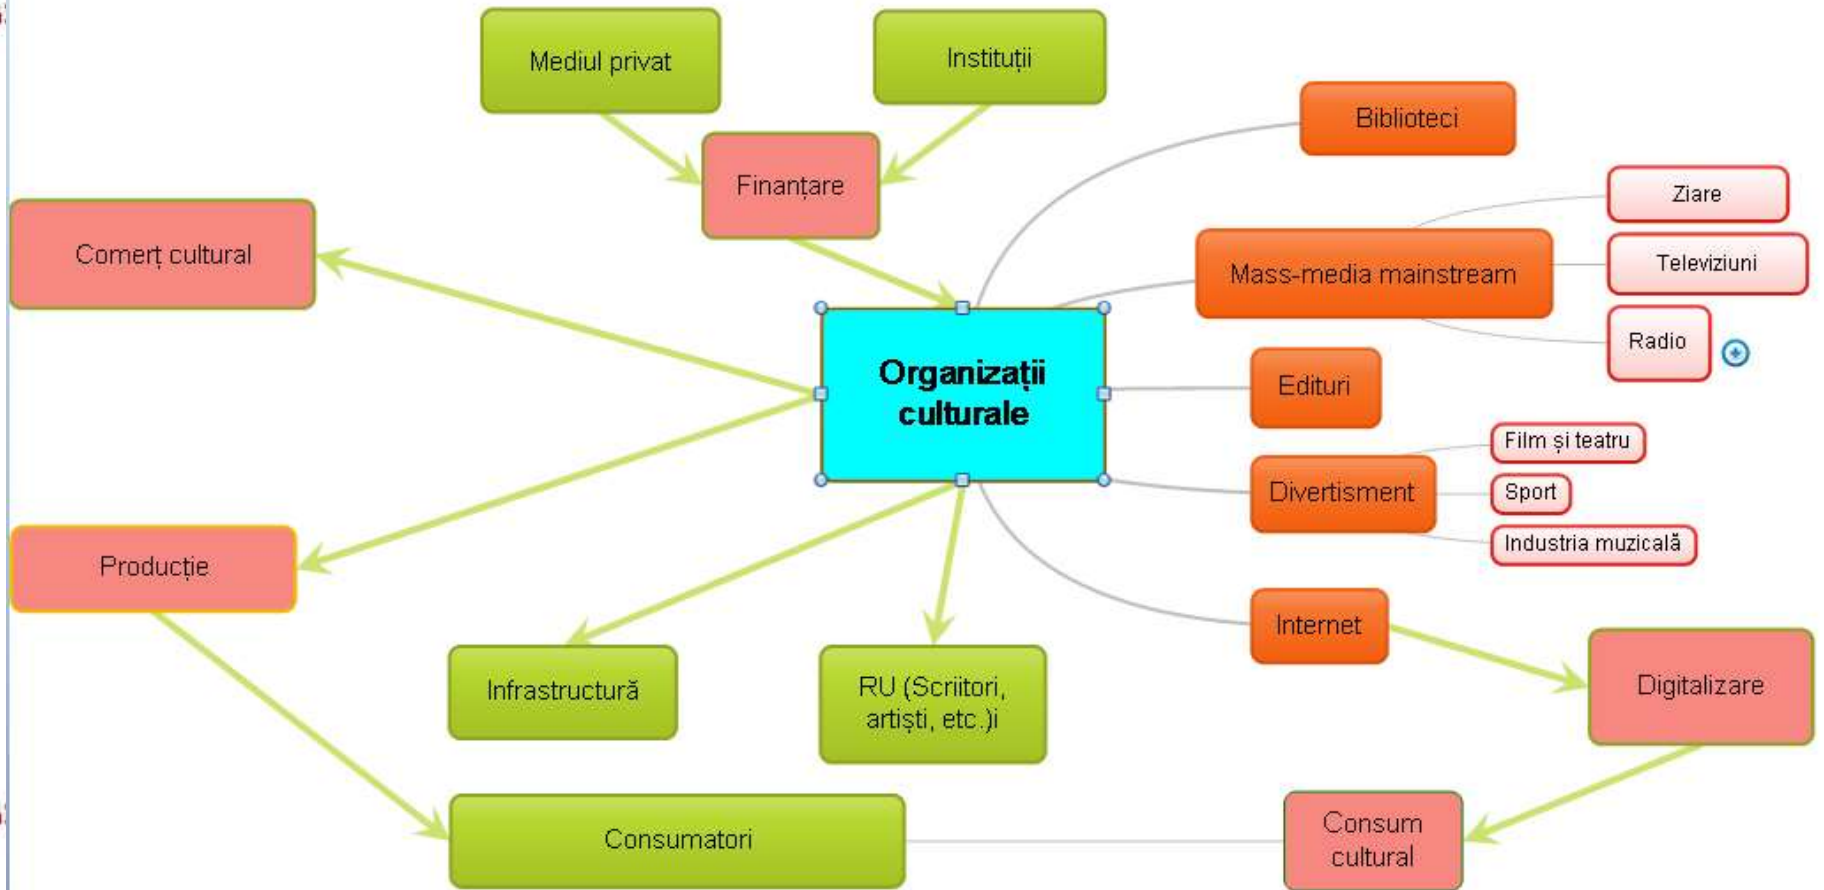 Mediul privat
Instituții
Finanțare
Biblioteci
Ziare
Comerț cultural
Mass-media mainstream
Televiziuni
Radio
Organizații
culturale
Edituri
Film și teatru
Divertisment
Sport
Industria muzicală
Producție
Internet
Infrastructură
RU (Scriitori,
artiști, etc.)i
Digitalizare
Consumatori
Consum
cultural